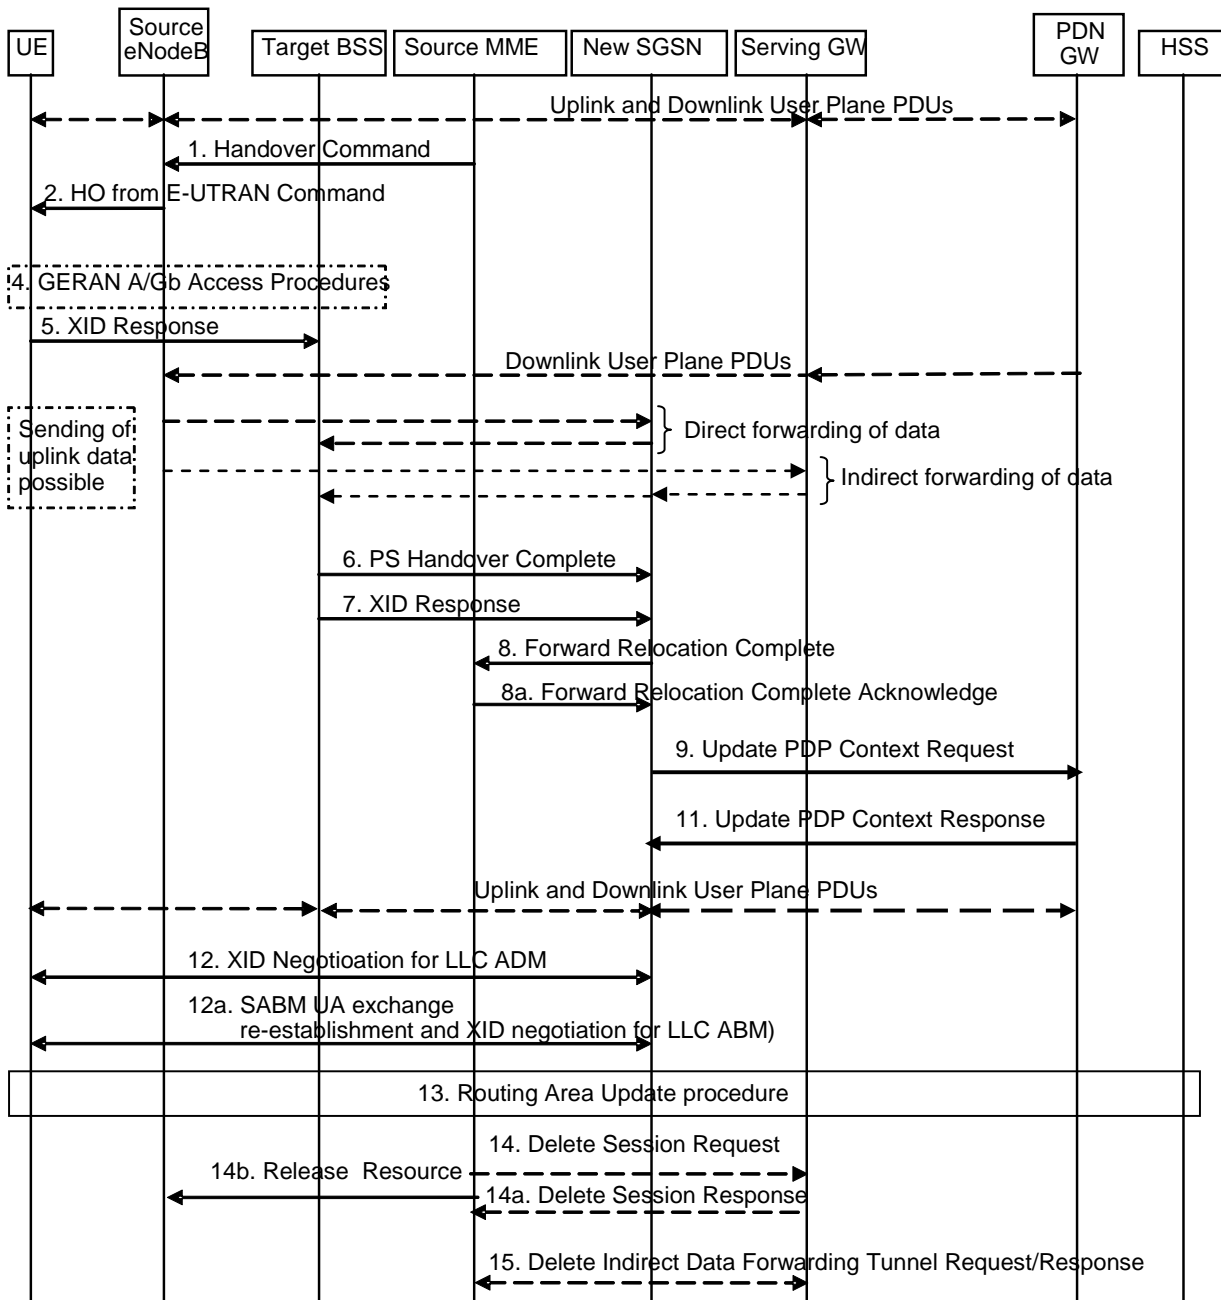 UE
Source
eNodeB
Target BSS
Source MME
New SGSN
Serving GW
PDN
GW
HSS
Uplink and Downlink User Plane PDUs
1. Handover Command
2. HO from E-UTRAN Command
4. GERAN A/Gb Access Procedures
5. XID Response
Downlink User Plane PDUs
Sending of
uplink data
possible
Direct forwarding of data
Indirect forwarding of data
6. PS Handover Complete
7. XID Response
8. Forward Relocation Complete
8a. Forward Relocation Complete Acknowledge
9. Update PDP Context Request
11. Update PDP Context Response
Uplink and Downlink User Plane PDUs
12. XID Negotioation for LLC ADM
12a. SABM UA exchange
re-establishment and XID negotiation for LLC ABM)
13. Routing Area Update procedure
14. Delete Session Request
14b. Release Resource
14a. Delete Session Response
15. Delete Indirect Data Forwarding Tunnel Request/Response